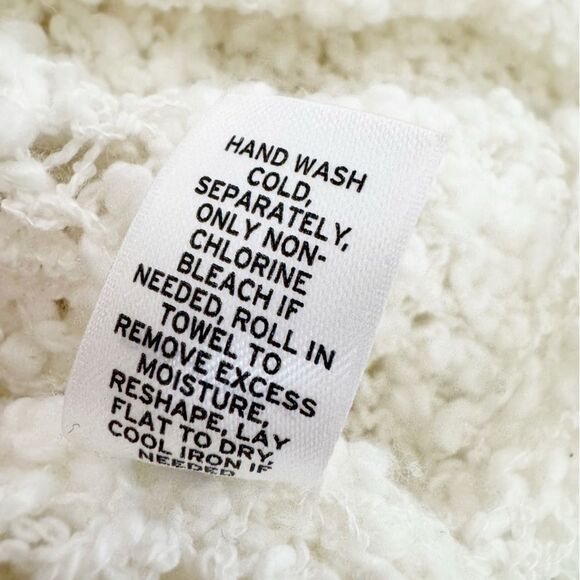 HAND WASH
COLD,
SEPARATELY,
ONLY NON-
CHLORINE
BLEACH IF
NEEDED, ROLL IN
TOWEL TO
REMOVE EXCESS
MOISTURE,
RESHAPE, LAY
FLAT TO DRY,
COOL IRON IF
NEEDED